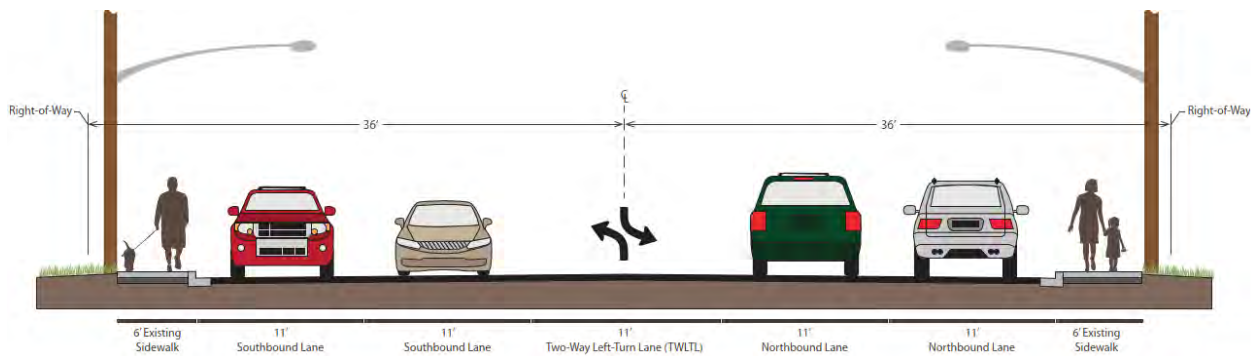 ℄
Right-of-Way
36'
36'
Right-of-Way
6' Existing
Sidewalk
11'
Southbound Lane
11'
Southbound Lane
11'
Two-Way Left-Turn Lane (TWLTL)
11'
Northbound Lane
11'
Northbound Lane
6' Existing
Sidewalk